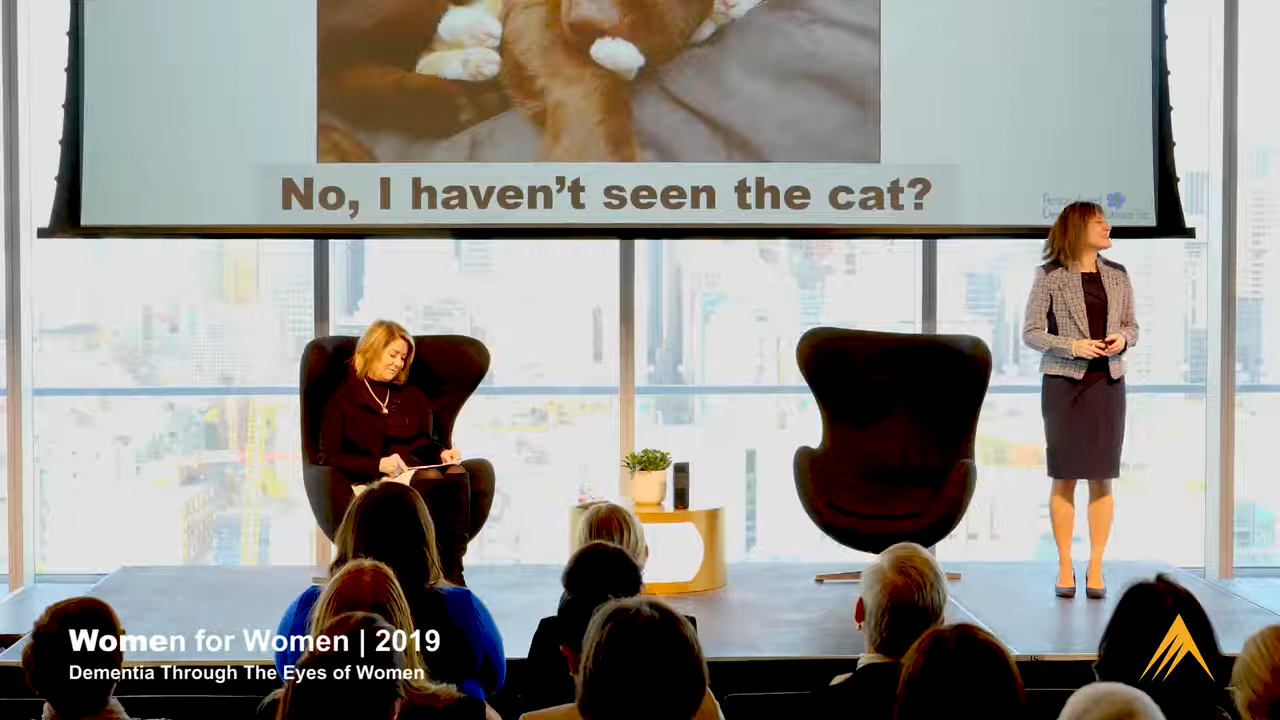 No, I haven't seen the cat?
Women for Women | 2019
Dementia Through The Eyes of Women